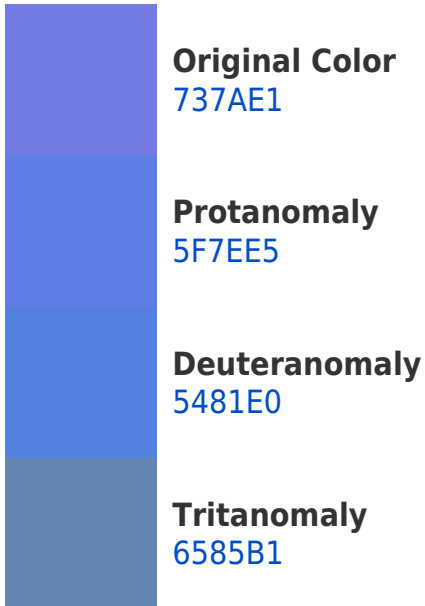 Original Color
737AE1
Protanomaly
5F7EE5
Deuteranomaly
5481E0
Tritanomaly
6585B1